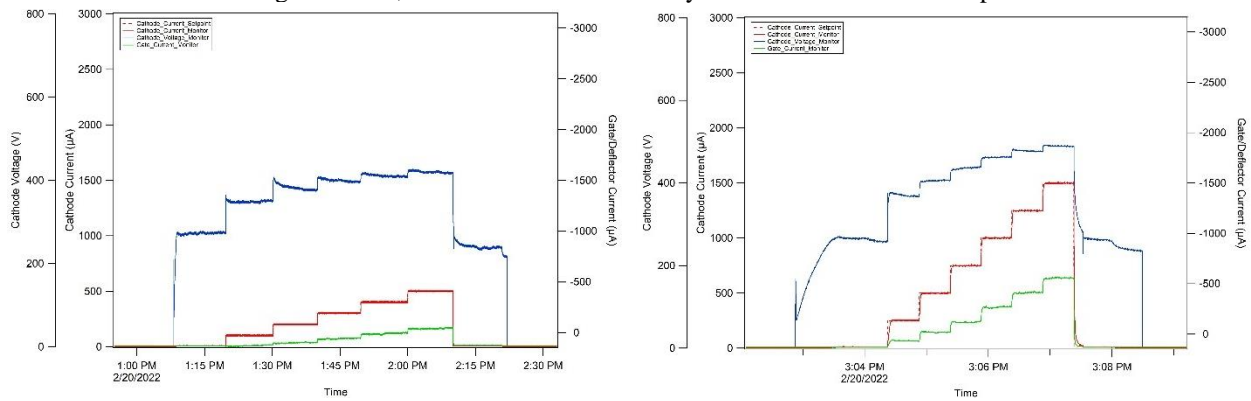 Cathode_Current_Setpoint
Cathode_Current_Monitor
Cathode_Voltage_Monitor
Gate_Current_Monitor
Cathode Voltage (V)
800
600
400
200
0
Cathode Current (µA)
3000
2500
2000
1500
1000
500
0
-3000
-2500
-2000
-1500
-1000
-500
0
Gate/Deflector Current (µA)
1:00 PM 1:15 PM 1:30 PM 1:45 PM 2:00 PM 2:15 PM 2:30 PM
2/20/2022
Time
Cathode_Current_Setpoint
Cathode_Current_Monitor
Cathode_Voltage_Monitor
Gate_Current_Monitor
Cathode Voltage (V)
800
600
400
200
0
Cathode Current (µA)
3000
2500
2000
1500
1000
500
0
-3000
-2500
-2000
-1500
-1000
-500
0
Gate/Deflector Current (µA)
3:04 PM 3:06 PM 3:08 PM
2/20/2022
Time